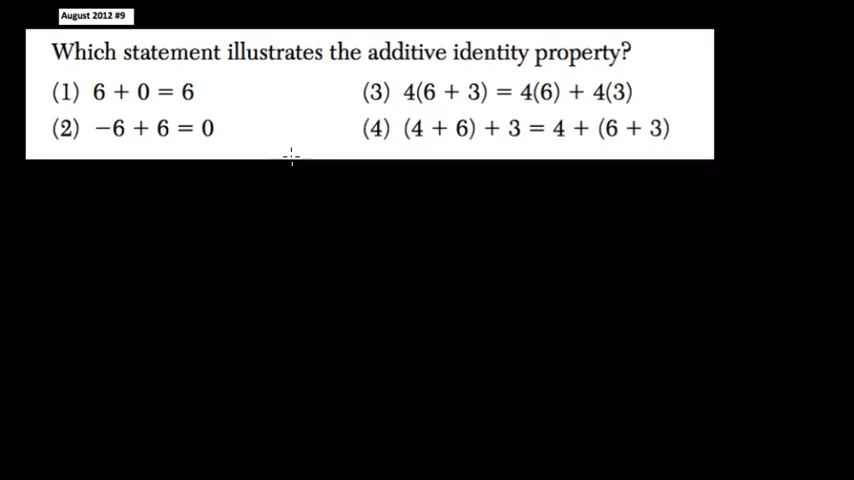 August 2012 #9
Which statement illustrates the additive identity property?
(1) 6 + 0 = 6
(3) 4(6 + 3) = 4(6) + 4(3)
(2) −6 + 6 = 0
(4) (4 + 6) + 3 = 4 + (6 + 3)